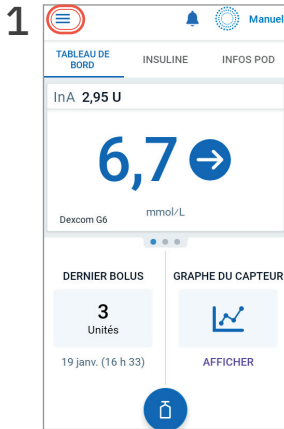 1
Manuel
TABLEAU DE
BORD
INSULINE
INFOS POD
InA 2,95 U
6,7
mmol/L
Dexcom G6
DERNIER BOLUS
GRAPHE DU CAPTEUR
3
Unités
19 janv. (16 h 33)
AFFICHER